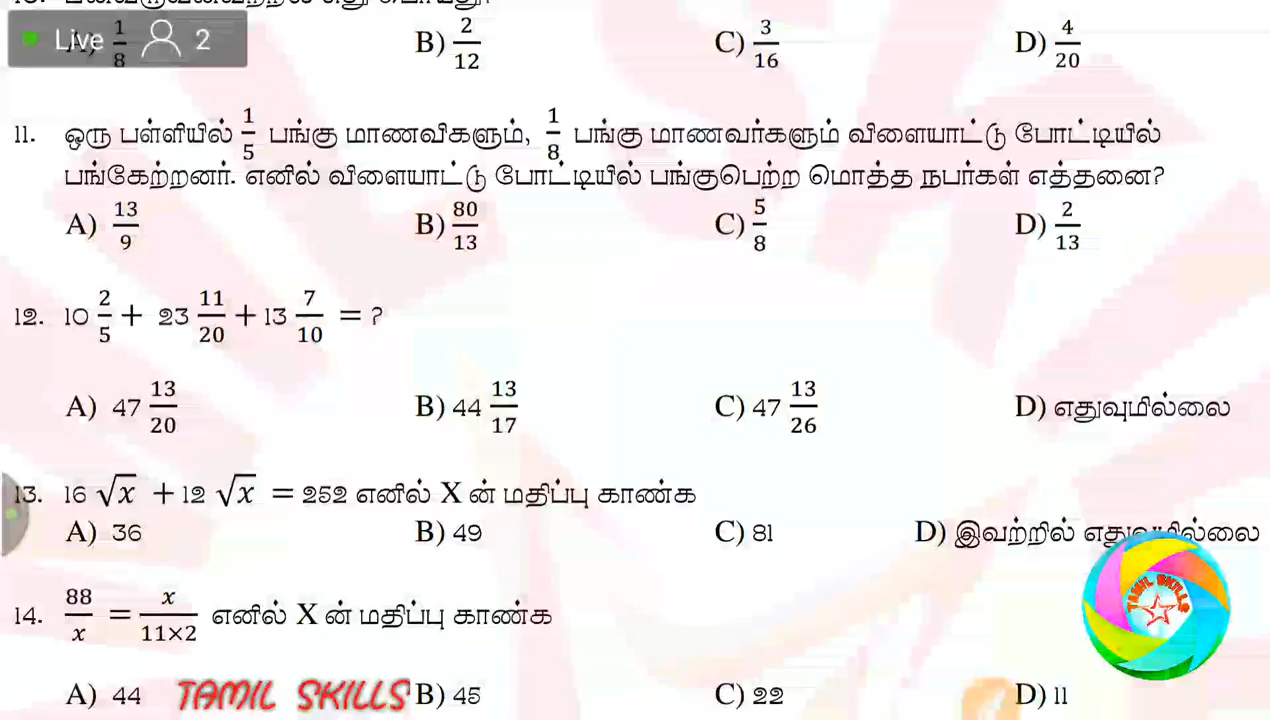 Live 2
A) 1/8 B) 2/12 C) 3/16 D) 4/20
11. ஒரு பள்ளியில் 1/5 பங்கு மாணவிகளும், 1/8 பங்கு மாணவர்களும் விளையாட்டு போட்டியில்
பங்கேற்றனர். எனில் விளையாட்டு போட்டியில் பங்குபெற்ற மொத்த நபர்கள் எத்தனை?
A) 13/9 B) 80/13 C) 5/8 D) 2/13
12. 10 2/5 + 23 11/20 + 13 7/10 = ?
A) 47 13/20 B) 44 13/17 C) 47 13/26 D) எதுவுமில்லை
13. 16 √x + 12 √x = 252 எனில் X ன் மதிப்பு காண்க
A) 36 B) 49 C) 81 D) இவற்றில் எதுவுமில்லை
14. 88/x = x/11×2 எனில் X ன் மதிப்பு காண்க
TAMIL SKILLS
A) 44 TAMIL SKILLS B) 45 C) 22 D) 11